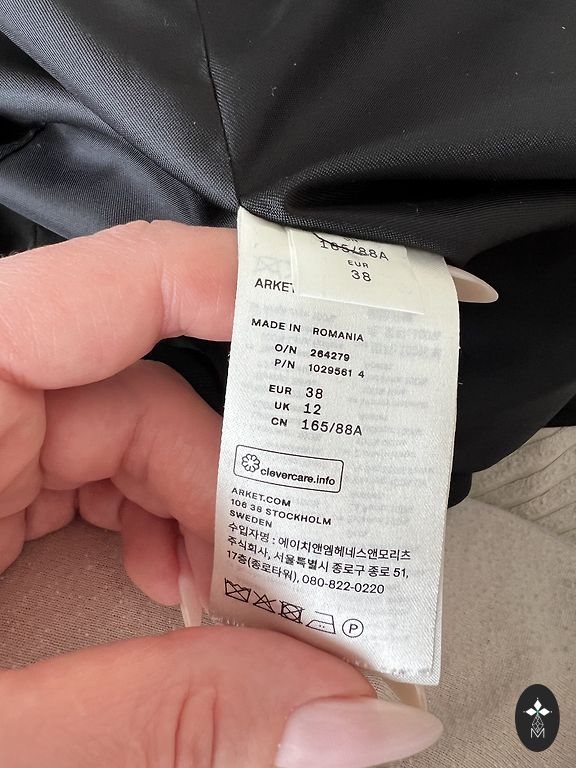 165/88A
EUR
38
ARKET
MADE IN ROMANIA
O/N 264279
P/N 1029561 4
EUR 38
UK 12
CN 165/88A
clevercare.info
ARKET.COM
106 38 STOCKHOLM
SWEDEN
수입자명 : 에이치앤엠헤네스앤모리츠
주식회사, 서울특별시 종로구 종로 51,
17층(종로타워), 080-822-0220
P
M